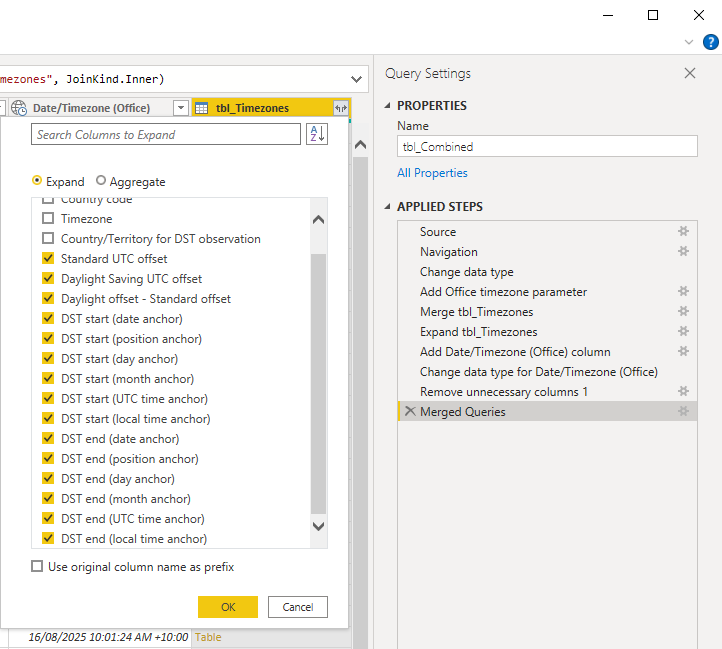 ?
mezones", JoinKind.Inner)
Date/Timezone (Office)
tbl_Timezones
Search Columns to Expand
A
Z
Expand
Aggregate
Country code
Timezone
Country/Territory for DST observation
Standard UTC offset
Daylight Saving UTC offset
Daylight offset - Standard offset
DST start (date anchor)
DST start (position anchor)
DST start (day anchor)
DST start (month anchor)
DST start (UTC time anchor)
DST start (local time anchor)
DST end (date anchor)
DST end (position anchor)
DST end (day anchor)
DST end (month anchor)
DST end (UTC time anchor)
DST end (local time anchor)
Use original column name as prefix
OK
Cancel
16/08/2025 10:01:24 AM +10:00
Table
Query Settings
PROPERTIES
Name
tbl_Combined
All Properties
APPLIED STEPS
Source
Navigation
Change data type
Add Office timezone parameter
Merge tbl_Timezones
Expand tbl_Timezones
Add Date/Timezone (Office) column
Change data type for Date/Timezone (Office)
Remove unnecessary columns 1
Merged Queries